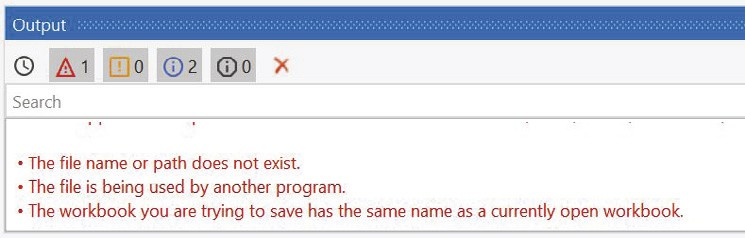 Output
1 0 2 0
Search
• The file name or path does not exist.
• The file is being used by another program.
• The workbook you are trying to save has the same name as a currently open workbook.